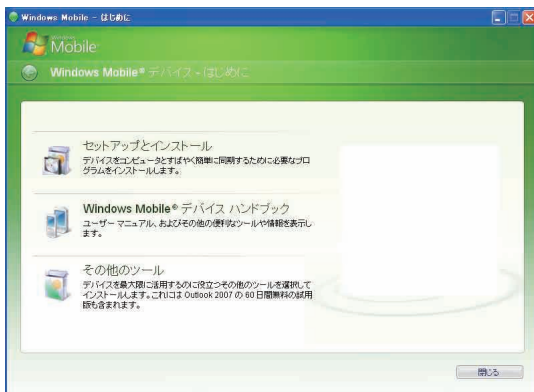 Windows Mobile - はじめに
Windows
Mobile
Windows Mobile® デバイス - はじめに
セットアップとインストール
デバイスをコンピュータとすばやく簡単に同期するために必要なプロ
グラムをインストールします。
Windows Mobile® デバイス ハンドブック
ユーザー マニュアル、およびその他の便利なツールや情報を表示し
ます。
その他のツール
デバイスを最大限に活用するのに役立つその他のツールを選択して
インストールします。これには Outlook 2007 の 60 日間無料の試用
版も含まれます。
閉じる